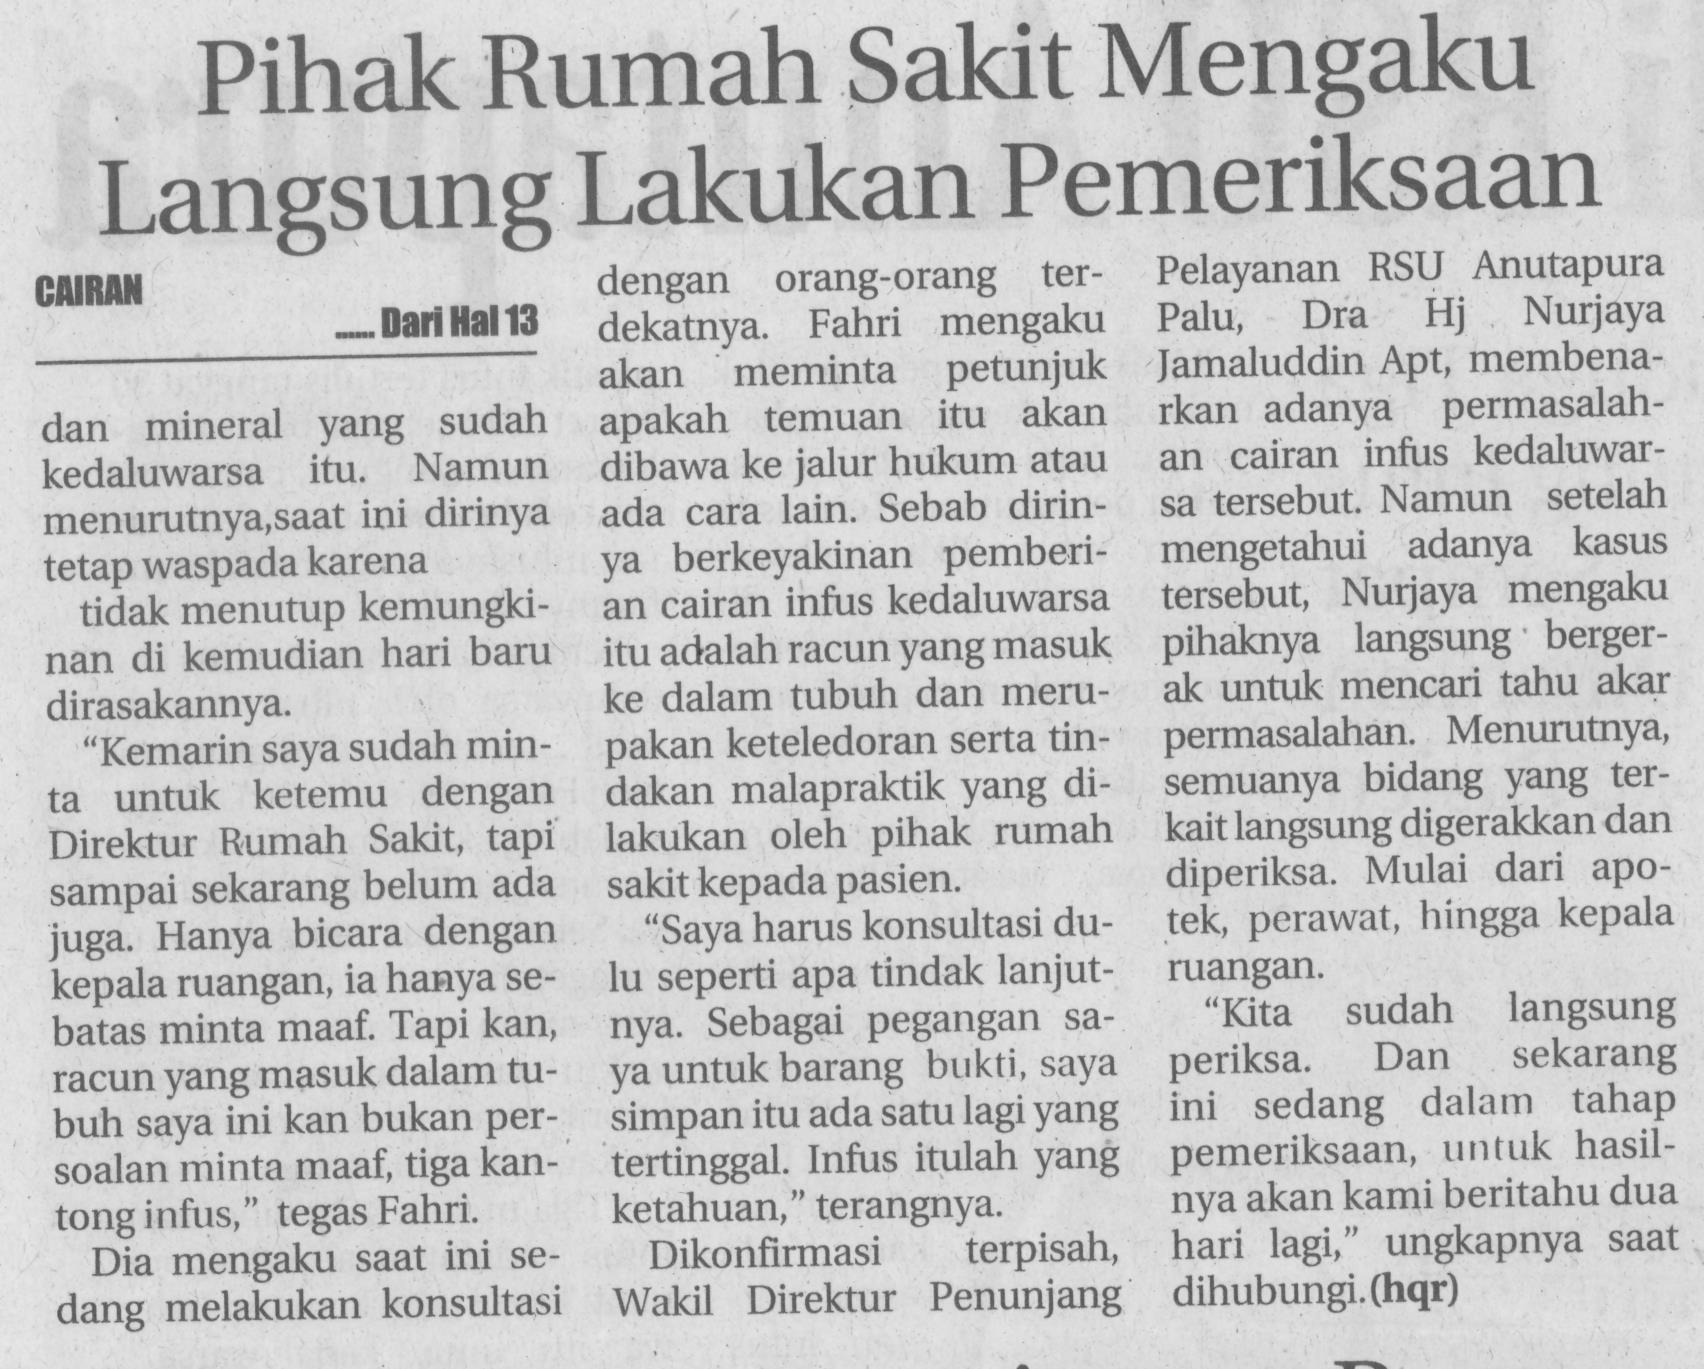 Pihak Rumah Sakit Mengaku
Langsung Lakukan Pemeriksaan
CAIRAN
...... Dari Hal 13
dan mineral yang sudah
kedaluwarsa itu. Namun
menurutnya,saat ini dirinya
tetap waspada karena
tidak menutup kemungki-
nan di kemudian hari baru
dirasakannya.
“Kemarin saya sudah min-
ta untuk ketemu dengan
Direktur Rumah Sakit, tapi
sampai sekarang belum ada
juga. Hanya bicara dengan
kepala ruangan, ia hanya se-
batas minta maaf. Tapi kan,
racun yang masuk dalam tu-
buh saya ini kan bukan per-
soalan minta maaf, tiga kan-
tong infus,” tegas Fahri.
Dia mengaku saat ini se-
dang melakukan konsultasi
dengan orang-orang ter-
dekatnya. Fahri mengaku
akan meminta petunjuk
apakah temuan itu akan
dibawa ke jalur hukum atau
ada cara lain. Sebab dirin-
ya berkeyakinan pemberi-
an cairan infus kedaluwarsa
itu adalah racun yang masuk
ke dalam tubuh dan meru-
pakan keteledoran serta tin-
dakan malapraktik yang di-
lakukan oleh pihak rumah
sakit kepada pasien.
“Saya harus konsultasi du-
lu seperti apa tindak lanjut-
nya. Sebagai pegangan sa-
ya untuk barang bukti, saya
simpan itu ada satu lagi yang
tertinggal. Infus itulah yang
ketahuan,” terangnya.
Dikonfirmasi terpisah,
Wakil Direktur Penunjang
Pelayanan RSU Anutapura
Palu, Dra Hj Nurjaya
Jamaluddin Apt, membena-
rkan adanya permasalah-
an cairan infus kedaluwar-
sa tersebut. Namun setelah
mengetahui adanya kasus
tersebut, Nurjaya mengaku
pihaknya langsung berger-
ak untuk mencari tahu akar
permasalahan. Menurutnya,
semuanya bidang yang ter-
kait langsung digerakkan dan
diperiksa. Mulai dari apo-
tek, perawat, hingga kepala
ruangan.
“Kita sudah langsung
periksa. Dan sekarang
ini sedang dalam tahap
pemeriksaan, untuk hasil-
nya akan kami beritahu dua
hari lagi,” ungkapnya saat
dihubungi.(hqr)